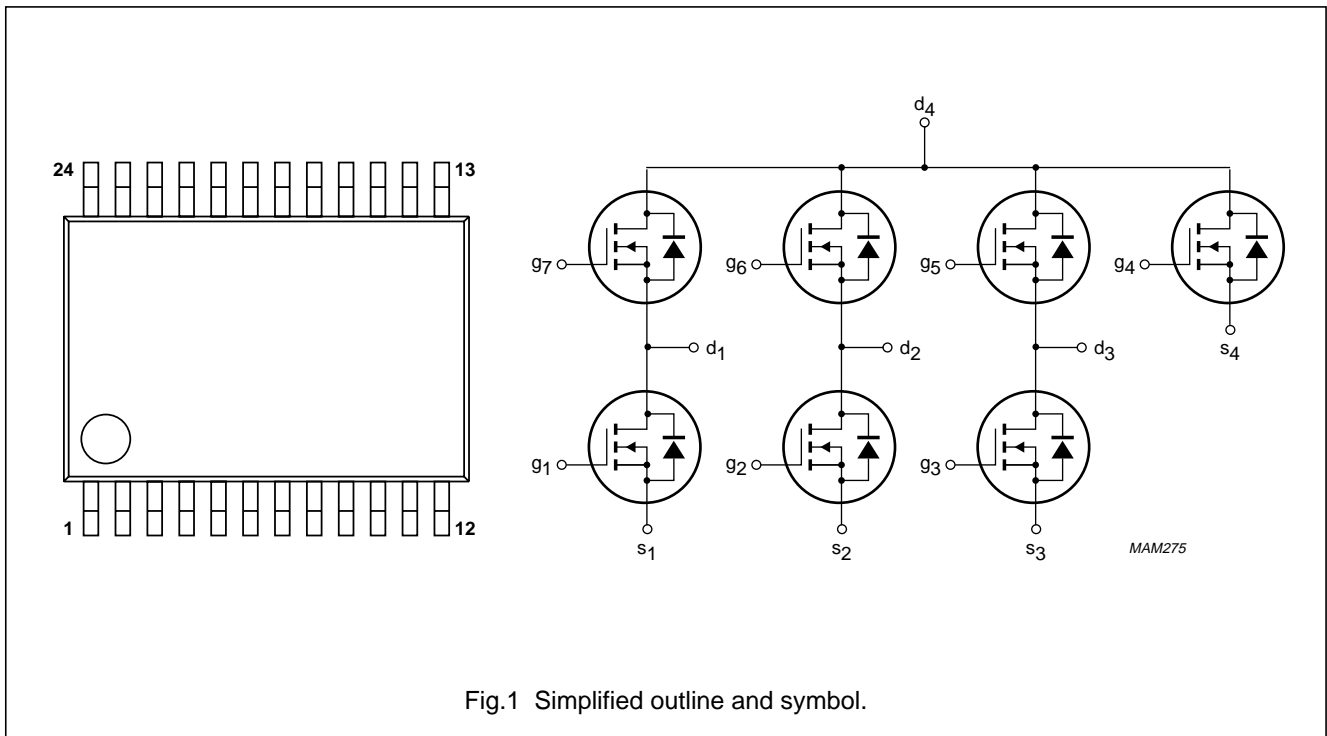 24
13
1
12
d4
g7
g6
g5
g4
d1
d2
d3
s4
g1
g2
g3
s1
s2
s3
MAM275
Fig.1 Simplified outline and symbol.